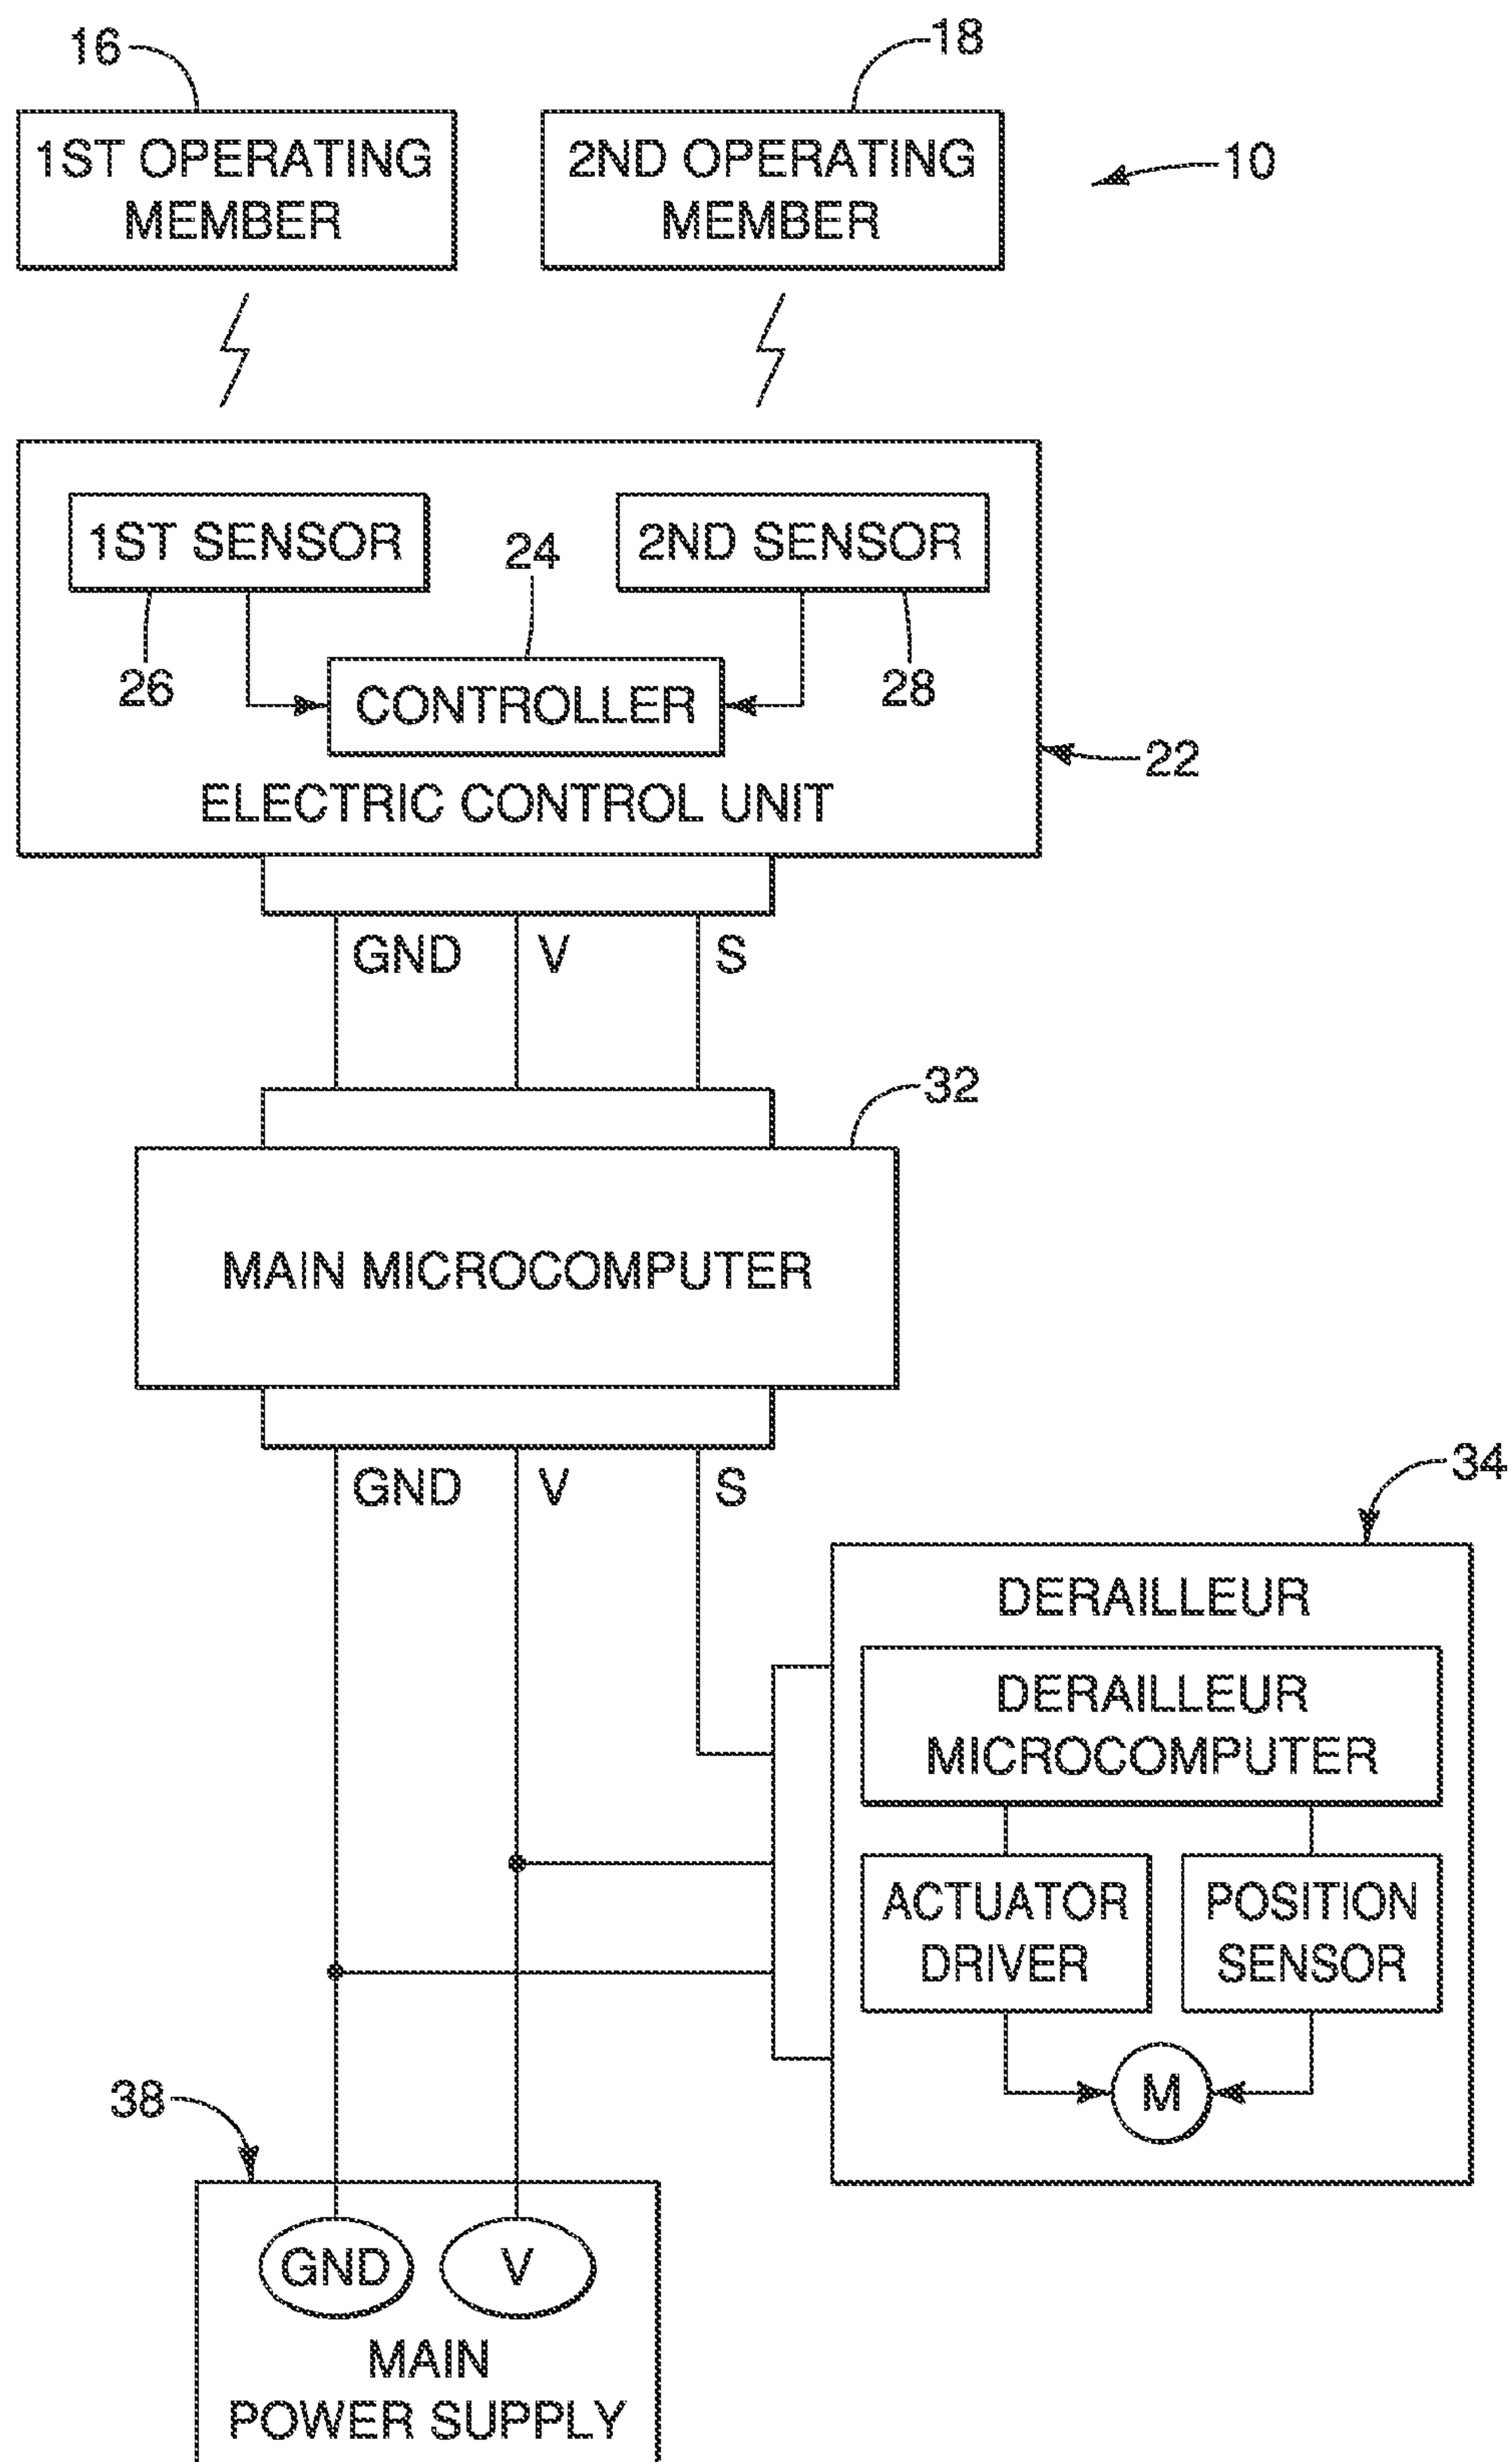 16
18
1ST OPERATING
MEMBER
2ND OPERATING
MEMBER
10
1ST SENSOR
24
2ND SENSOR
26
CONTROLLER
28
22
ELECTRIC CONTROL UNIT
GND V S
32
MAIN MICROCOMPUTER
GND V S
34
DERAILLEUR
DERAILLEUR
MICROCOMPUTER
ACTUATOR
DRIVER
POSITION
SENSOR
M
38
GND V
MAIN
POWER SUPPLY